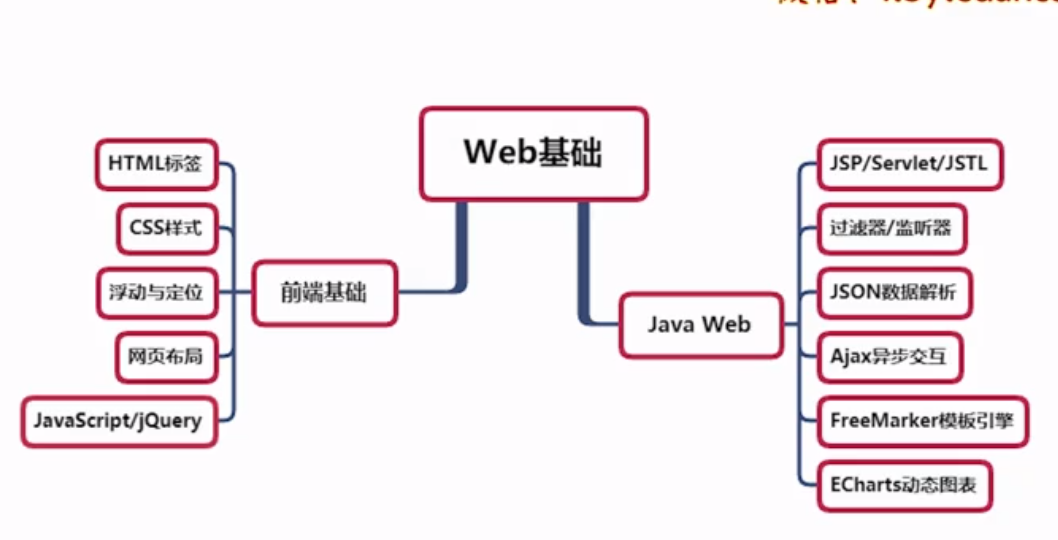 Web基础
前端基础
HTML标签
CSS样式
浮动与定位
网页布局
JavaScript/jQuery
Java Web
JSP/Servlet/JSTL
过滤器/监听器
JSON数据解析
Ajax异步交互
FreeMarker模板引擎
ECharts动态图表